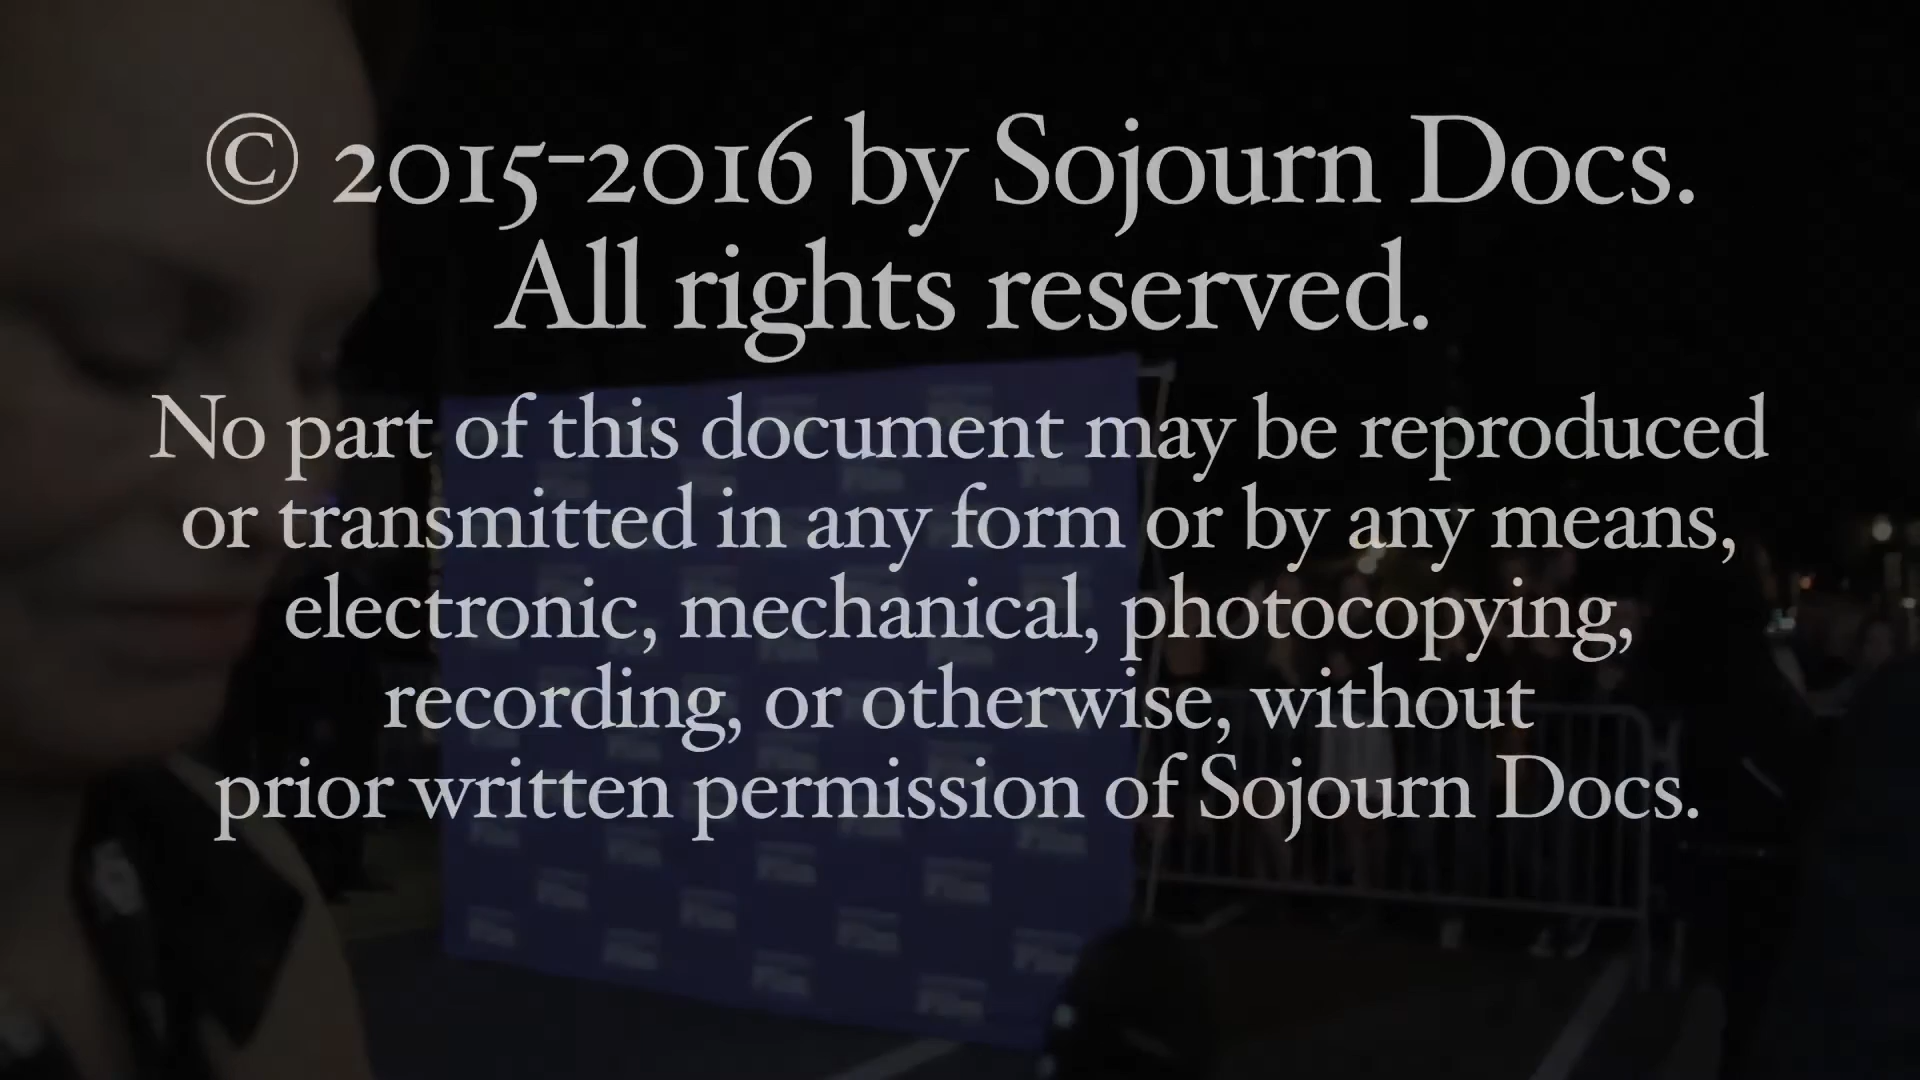 © 2015-2016 by Sojourn Docs.
All rights reserved.
No part of this document may be reproduced
or transmitted in any form or by any means,
electronic, mechanical, photocopying,
recording, or otherwise, without
prior written permission of Sojourn Docs.